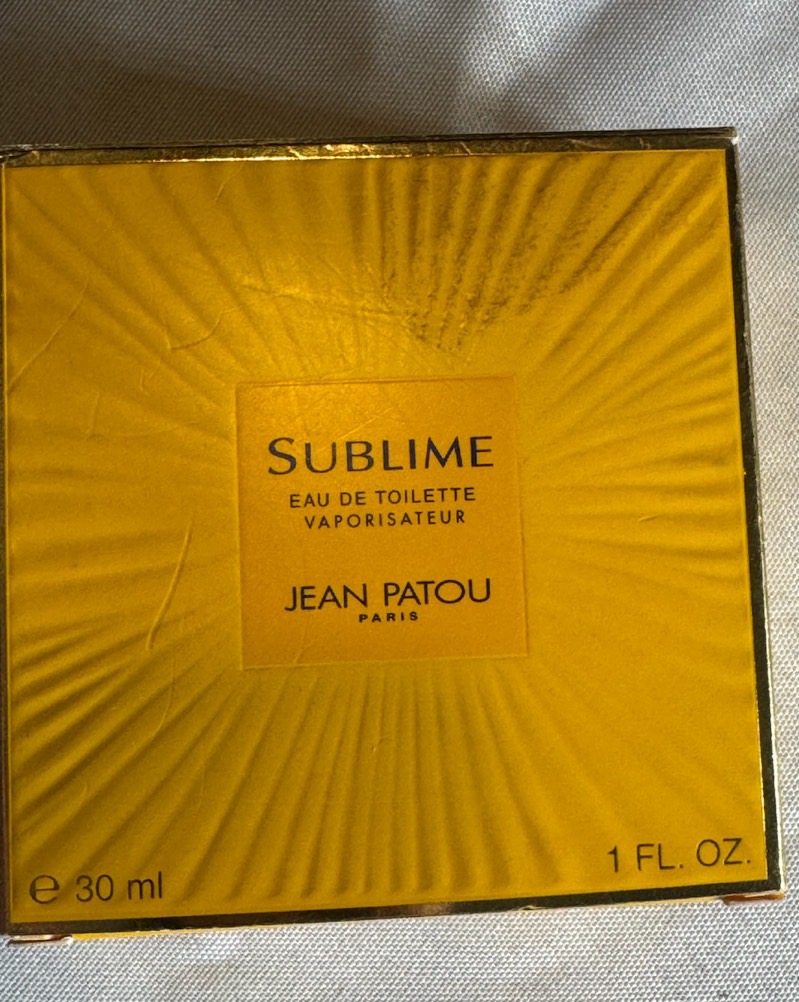 SUBLIME
EAU DE TOILETTE
VAPORISATEUR
JEAN PATOU
PARIS
℮ 30 ml
1 FL. OZ.